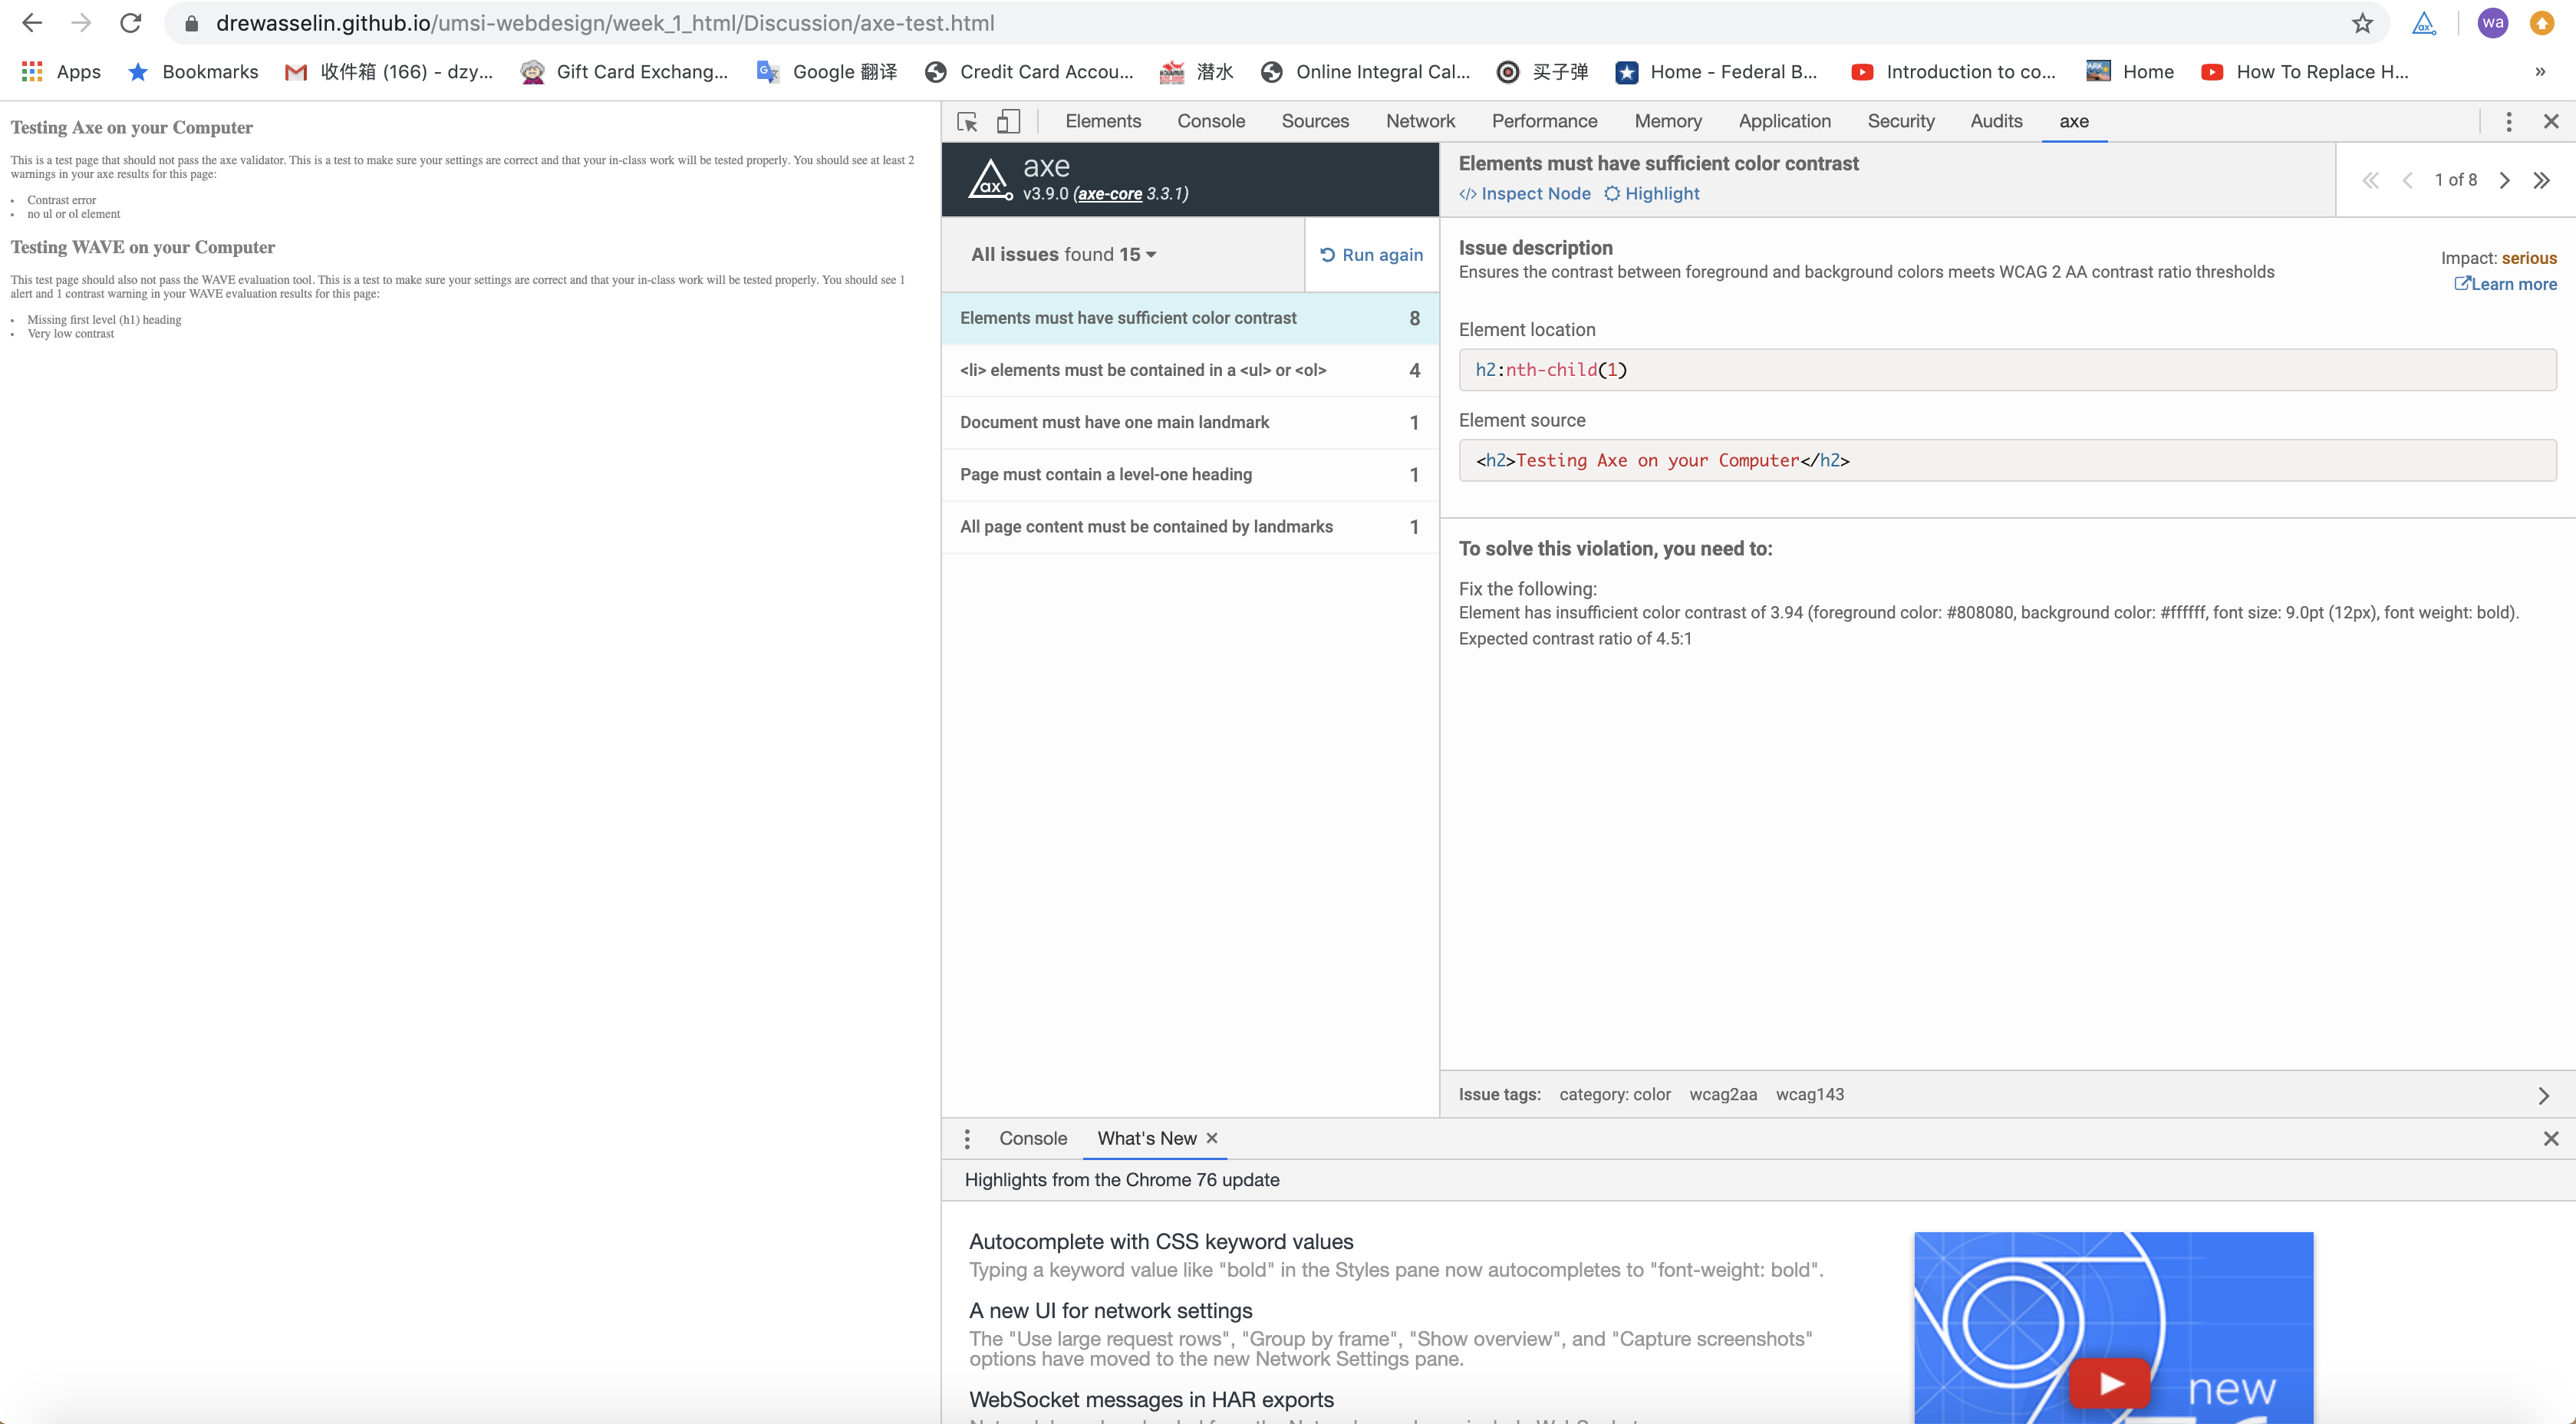 drewasselin.github.io/umsi-webdesign/week_1_html/Discussion/axe-test.html
wa
Apps Bookmarks 收件箱 (166) - dzy... Gift Card Exchang... Google 翻译 Credit Card Accou... 潜水 Online Integral Cal... 买子弹 Home - Federal B... Introduction to co... Home How To Replace H... »
Testing Axe on your Computer
This is a test page that should not pass the axe validator. This is a test to make sure your settings are correct and that your in-class work will be tested properly. You should see at least 2
warnings in your axe results for this page:
• Contrast error
• no ul or ol element
Testing WAVE on your Computer
This test page should also not pass the WAVE evaluation tool. This is a test to make sure your settings are correct and that your in-class work will be tested properly. You should see 1
alert and 1 contrast warning in your WAVE evaluation results for this page:
• Missing first level (h1) heading
• Very low contrast
Elements Console Sources Network Performance Memory Application Security Audits axe
axe
v3.9.0 (axe-core 3.3.1)
All issues found 15
Run again
Elements must have sufficient color contrast 8
<li> elements must be contained in a <ul> or <ol> 4
Document must have one main landmark 1
Page must contain a level-one heading 1
All page content must be contained by landmarks 1
Elements must have sufficient color contrast
</> Inspect Node Highlight
1 of 8
Issue description
Ensures the contrast between foreground and background colors meets WCAG 2 AA contrast ratio thresholds
Impact: serious
Learn more
Element location
h2:nth-child(1)
Element source
<h2>Testing Axe on your Computer</h2>
To solve this violation, you need to:
Fix the following:
Element has insufficient color contrast of 3.94 (foreground color: #808080, background color: #ffffff, font size: 9.0pt (12px), font weight: bold).
Expected contrast ratio of 4.5:1
Issue tags: category: color wcag2aa wcag143
Console What's New
Highlights from the Chrome 76 update
Autocomplete with CSS keyword values
Typing a keyword value like "bold" in the Styles pane now autocompletes to "font-weight: bold".
A new UI for network settings
The "Use large request rows", "Group by frame", "Show overview", and "Capture screenshots"
options have moved to the new Network Settings pane.
WebSocket messages in HAR exports
new